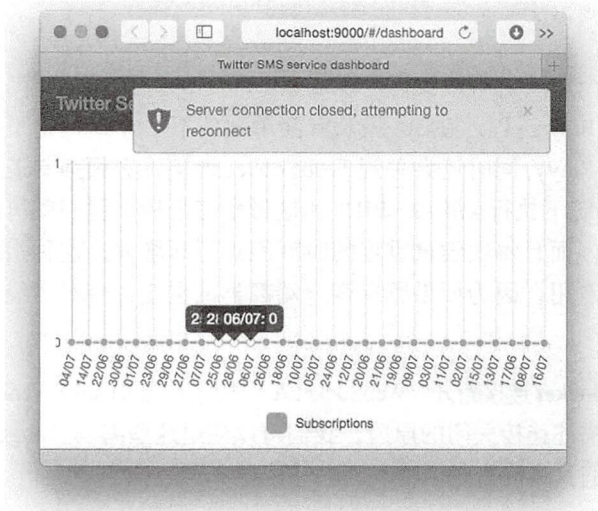 localhost:9000/#/dashboard
Twitter SMS service dashboard
Twitter Se
Server connection closed, attempting to
reconnect
1
06/07: 0
0
04/07 14/07 22/06 30/06 01/07 23/06 29/06 27/06 07/07 25/06 28/06 06/07 26/06 18/06 10/07 05/07 24/06 12/07 20/06 21/06 19/06 09/07 03/07 11/07 02/07 15/07 13/07 17/06 08/07 16/07
Subscriptions